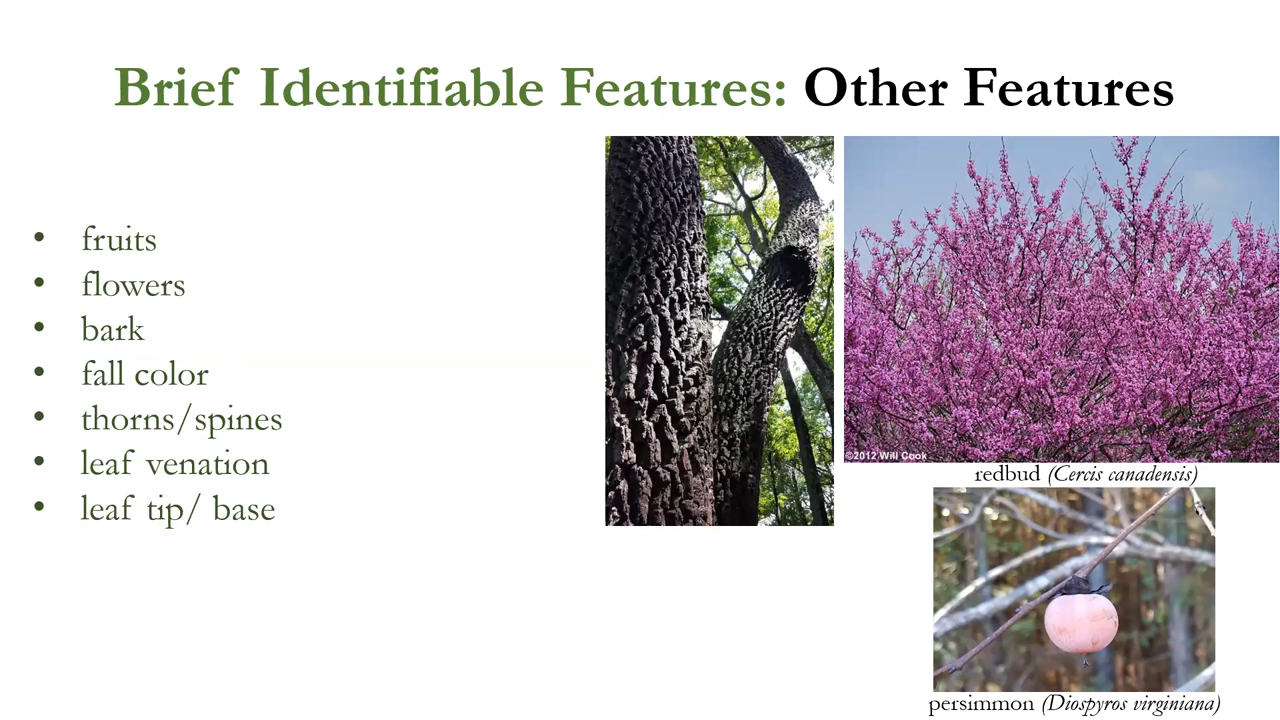 Brief Identifiable Features: Other Features
• fruits
• flowers
• bark
• fall color
• thorns/spines
• leaf venation
• leaf tip/ base
©2012 Will Cook
redbud (Cercis canadensis)
persimmon (Diospyros virginiana)